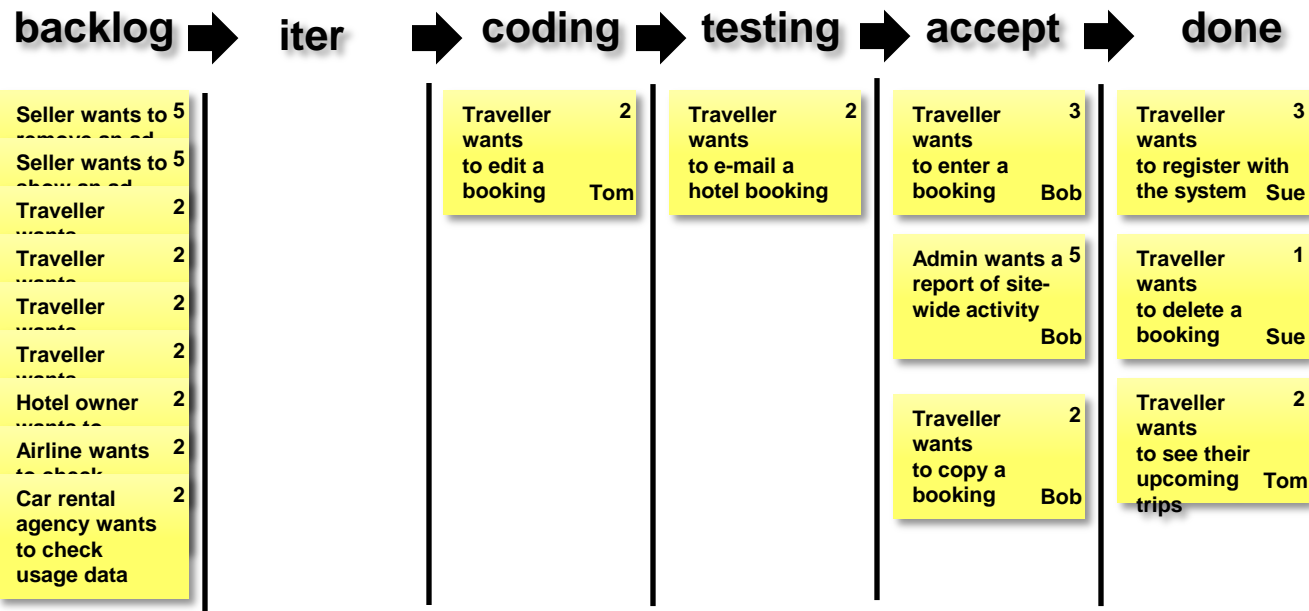 backlog iter coding testing accept done
Seller wants to 5
Seller wants to 5
Traveller 2
Traveller 2
Traveller 2
Traveller 2
Hotel owner 2
Airline wants 2
Car rental 2
agency wants
to check
usage data
Traveller 2
wants
to edit a
booking Tom
Traveller 2
wants
to e-mail a
hotel booking
Traveller 3
wants
to enter a
booking Bob
Admin wants a 5
report of site-
wide activity
Bob
Traveller 2
wants
to copy a
booking Bob
Traveller 3
wants
to register with
the system Sue
Traveller 1
wants
to delete a
booking Sue
Traveller 2
wants
to see their
upcoming Tom
trips